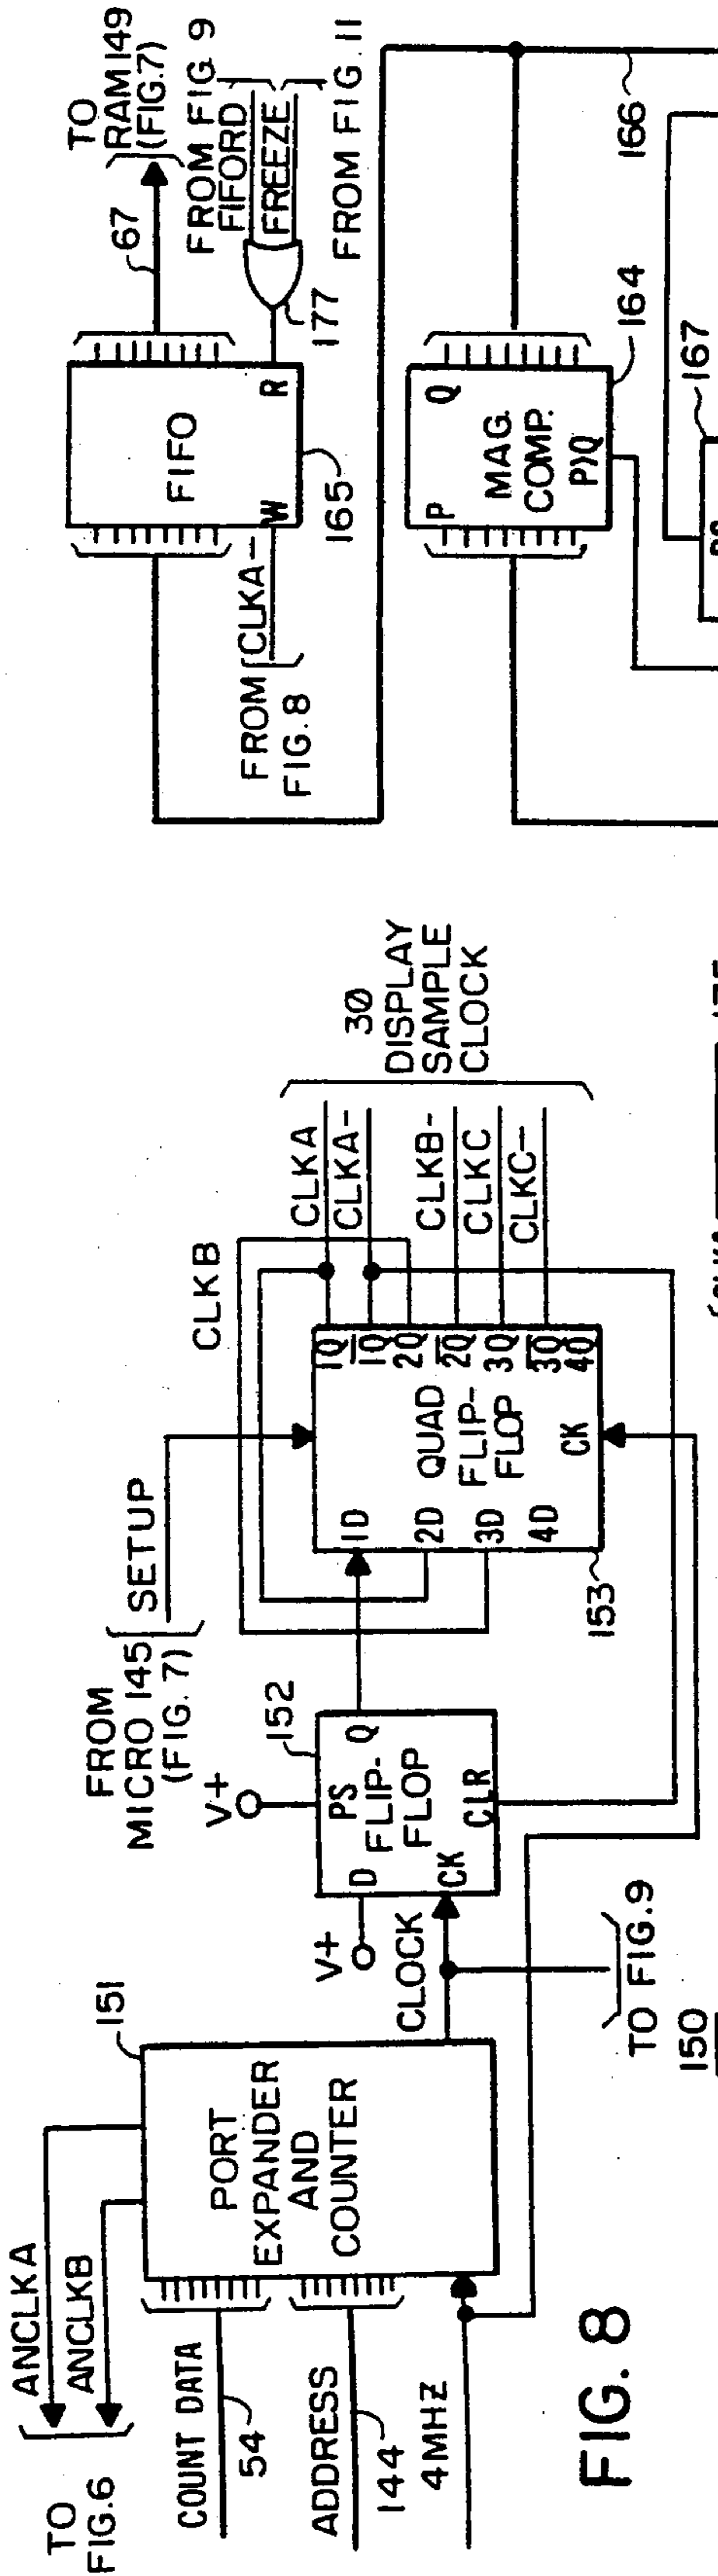 TO
FIG.6
ANCLKA
ANCLKB
COUNT DATA
54
ADDRESS
144
4MHZ
151
PORT
EXPANDER
AND
COUNTER
CLOCK
TO FIG.9
150
V+
V+
152
D
PS
Q
FLIP-
FLOP
CK
CLR
FROM
MICRO 145
(FIG. 7)
SETUP
CLKB
1D
2D
3D
4D
QUAD
FLIP-
FLOP
CK
1Q
1Q
2Q
2Q
3Q
3Q
4Q
153
CLKA
CLKA-
CLKB-
CLKC
CLKC-
30
DISPLAY
SAMPLE
CLOCK
FIG. 8
FROM
FIG.8
CLKA-
FIFO
W
R
165
67
TO
RAM 149
(FIG.7)
FROM FIG 9
FIFORD
FREEZE
FROM FIG. 11
177
P
Q
MAG.
COMP.
P>Q
164
166
167